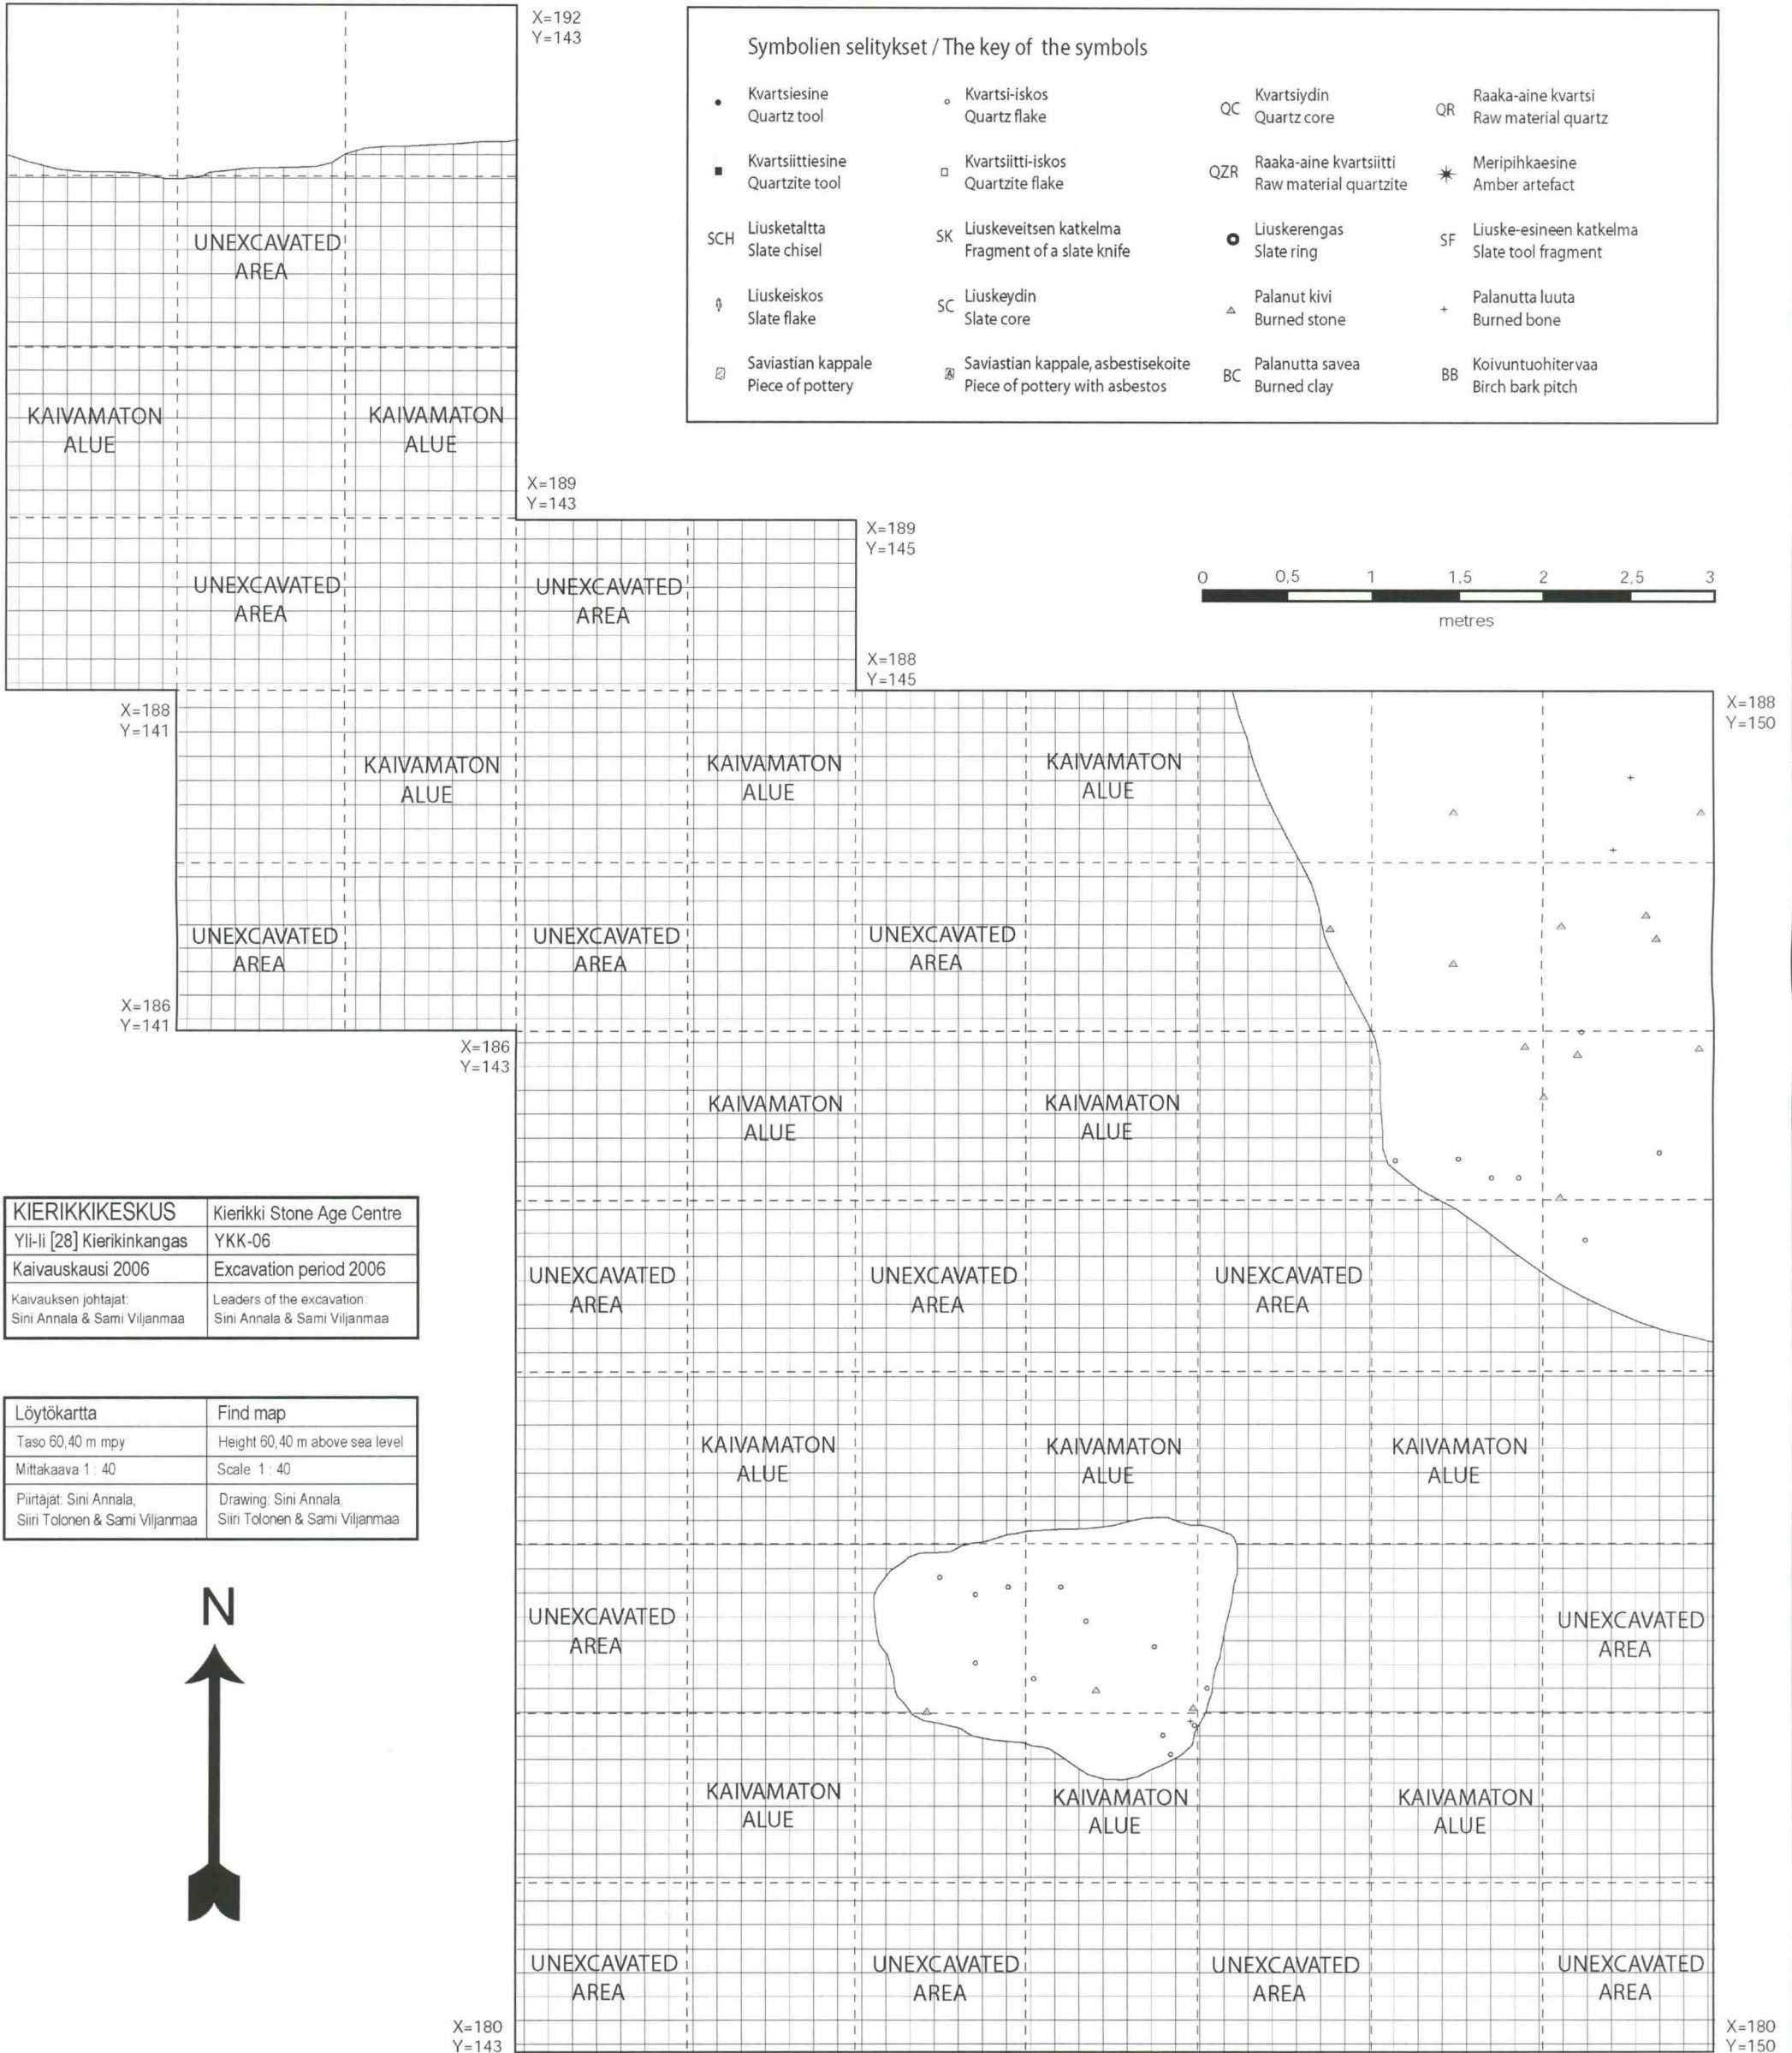 X=192
Y=143
Symbolien selitykset / The key of the symbols
Kvartsiesine
Quartz tool
Kvartsi-iskos
Quartz flake
QC
Kvartsiydin
Quartz core
QR
Raaka-aine kvartsi
Raw material quartz
Kvartsiittiesine
Quartzite tool
Kvartsiitti-iskos
Quartzite flake
QZR
Raaka-aine kvartsiitti
Raw material quartzite
Meripihkaesine
Amber artefact
SCH
Liusketaltta
Slate chisel
SK
Liuskeveitsen katkelma
Fragment of a slate knife
Liuskerengas
Slate ring
SF
Liuske-esineen katkelma
Slate tool fragment
Liuskeiskos
Slate flake
SC
Liuskeydin
Slate core
Palanut kivi
Burned stone
Palanutta luuta
Burned bone
Saviastian kappale
Piece of pottery
A
Saviastian kappale, asbestisekoite
Piece of pottery with asbestos
BC
Palanutta savea
Burned clay
BB
Koivuntuohitervaa
Birch bark pitch
UNEXCAVATED
AREA
KAIVAMATON
ALUE
KAIVAMATON
ALUE
X=189
Y=143
X=189
Y=145
UNEXCAVATED
AREA
UNEXCAVATED
AREA
0 0,5 1 1,5 2 2,5 3
metres
X=188
Y=145
X=188
Y=141
X=188
Y=150
KAIVAMATON
ALUE
KAIVAMATON
ALUE
KAIVAMATON
ALUE
UNEXCAVATED
AREA
UNEXCAVATED
AREA
UNEXCAVATED
AREA
X=186
Y=141
X=186
Y=143
KAIVAMATON
ALUE
KAIVAMATON
ALUE
KIERIKKIKESKUS
Kierikki Stone Age Centre
Yli-Ii [28] Kierikinkangas
YKK-06
Kaivauskausi 2006
Excavation period 2006
Kaivauksen johtajat:
Sini Annala & Sami Viljanmaa
Leaders of the excavation:
Sini Annala & Sami Viljanmaa
UNEXCAVATED
AREA
UNEXCAVATED
AREA
UNEXCAVATED
AREA
Löytökartta
Find map
Taso 60,40 m mpy
Height 60,40 m above sea level
Mittakaava 1 : 40
Scale 1 : 40
Piirtäjät: Sini Annala,
Siiri Tolonen & Sami Viljanmaa
Drawing: Sini Annala,
Siiri Tolonen & Sami Viljanmaa
KAIVAMATON
ALUE
KAIVAMATON
ALUE
KAIVAMATON
ALUE
N
UNEXCAVATED
AREA
UNEXCAVATED
AREA
KAIVAMATON
ALUE
KAIVAMATON
ALUE
KAIVAMATON
ALUE
UNEXCAVATED
AREA
UNEXCAVATED
AREA
UNEXCAVATED
AREA
UNEXCAVATED
AREA
X=180
Y=143
X=180
Y=150